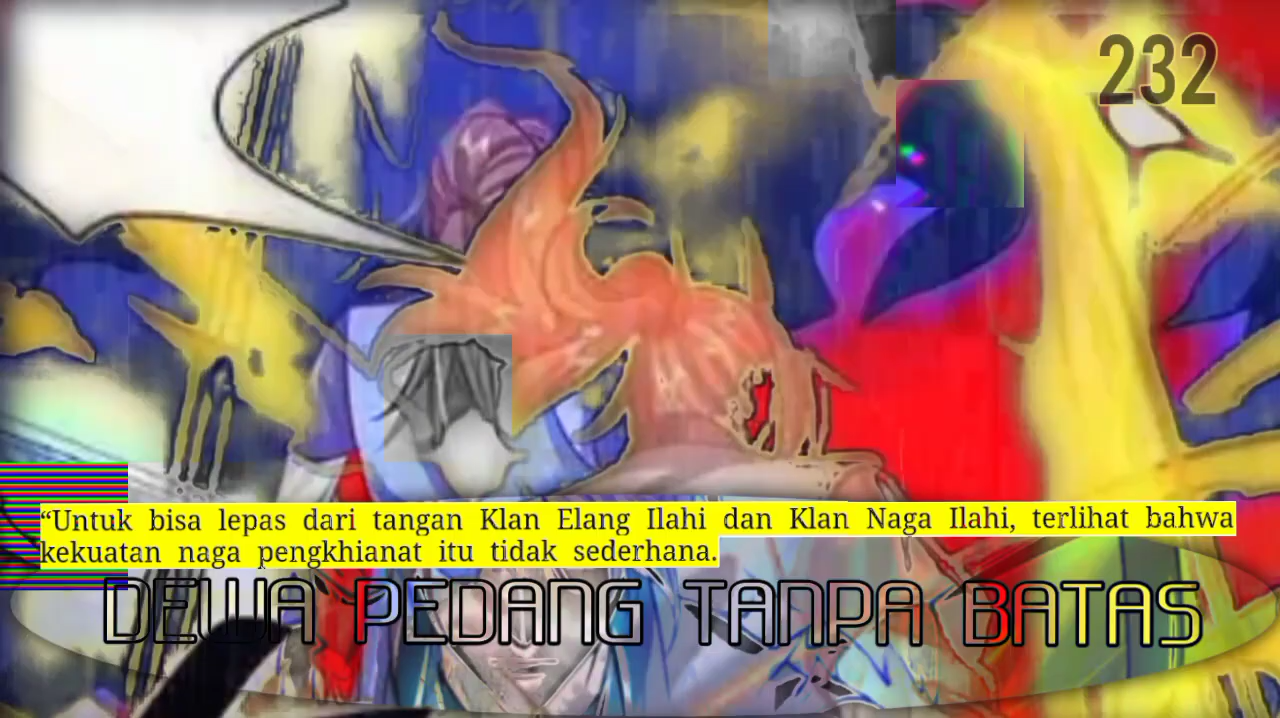 232
“Untuk bisa lepas dari tangan Klan Elang Ilahi dan Klan Naga Ilahi, terlihat bahwa
kekuatan naga pengkhianat itu tidak sederhana.
DEWA PEDANG TANPA BATAS